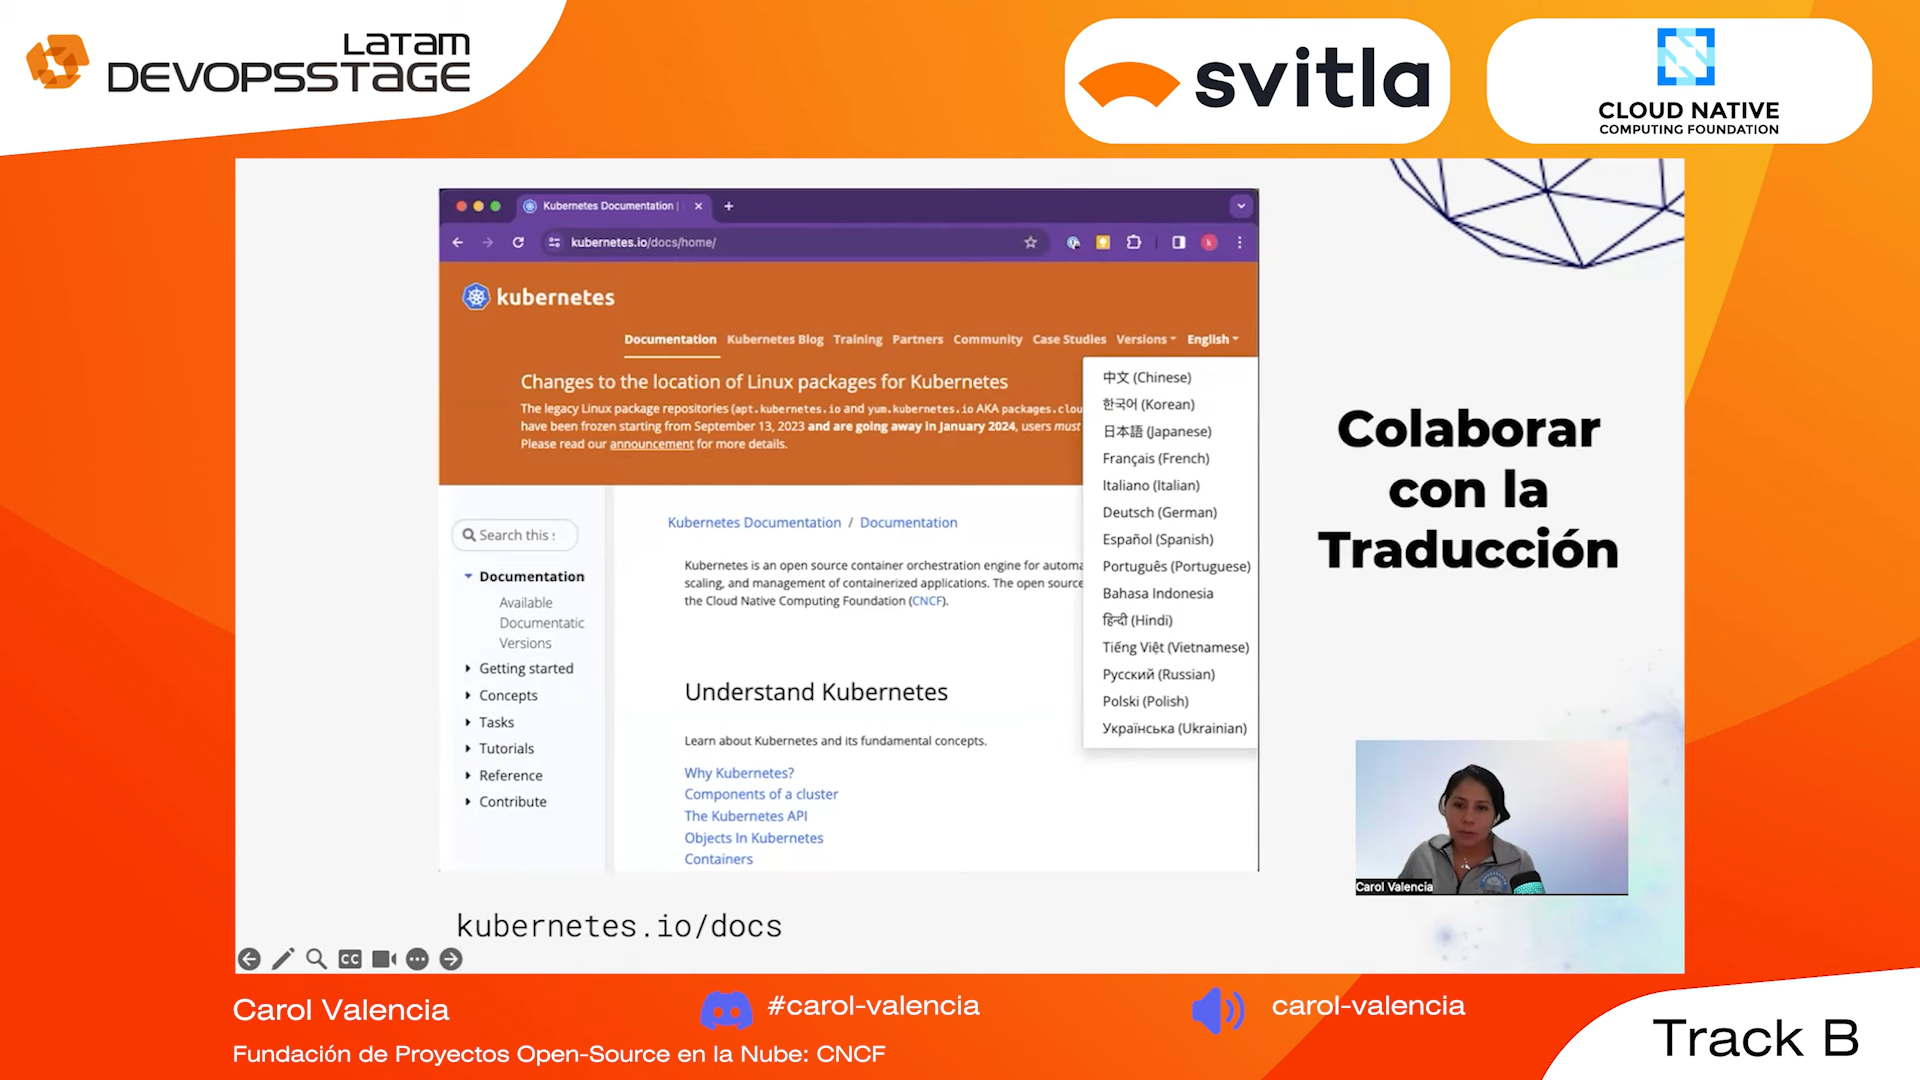 LATAM
DEVOPSSTAGE
svitla
CLOUD NATIVE
COMPUTING FOUNDATION
Kubernetes Documentation |
kubernetes.io/docs/home/
k
kubernetes
Documentation Kubernetes Blog Training Partners Community Case Studies Versions English
Changes to the location of Linux packages for Kubernetes
The legacy Linux package repositories (apt.kubernetes.io and yum.kubernetes.io AKA packages.clou
have been frozen starting from September 13, 2023 and are going away in January 2024, users must
Please read our announcement for more details.
中文 (Chinese)
한국어 (Korean)
日本語 (Japanese)
Français (French)
Italiano (Italian)
Deutsch (German)
Español (Spanish)
Português (Portuguese)
Bahasa Indonesia
हिन्दी (Hindi)
Tiếng Việt (Vietnamese)
Русский (Russian)
Polski (Polish)
Українська (Ukrainian)
Search this :
Documentation
Available
Documentatic
Versions
Getting started
Concepts
Tasks
Tutorials
Reference
Contribute
Kubernetes Documentation / Documentation
Kubernetes is an open source container orchestration engine for automa
scaling, and management of containerized applications. The open source
the Cloud Native Computing Foundation (CNCF).
Understand Kubernetes
Learn about Kubernetes and its fundamental concepts.
Why Kubernetes?
Components of a cluster
The Kubernetes API
Objects In Kubernetes
Containers
Colaborar
con la
Traducción
Carol Valencia
kubernetes.io/docs
CC
Carol Valencia
#carol-valencia
carol-valencia
Fundación de Proyectos Open-Source en la Nube: CNCF
Track B